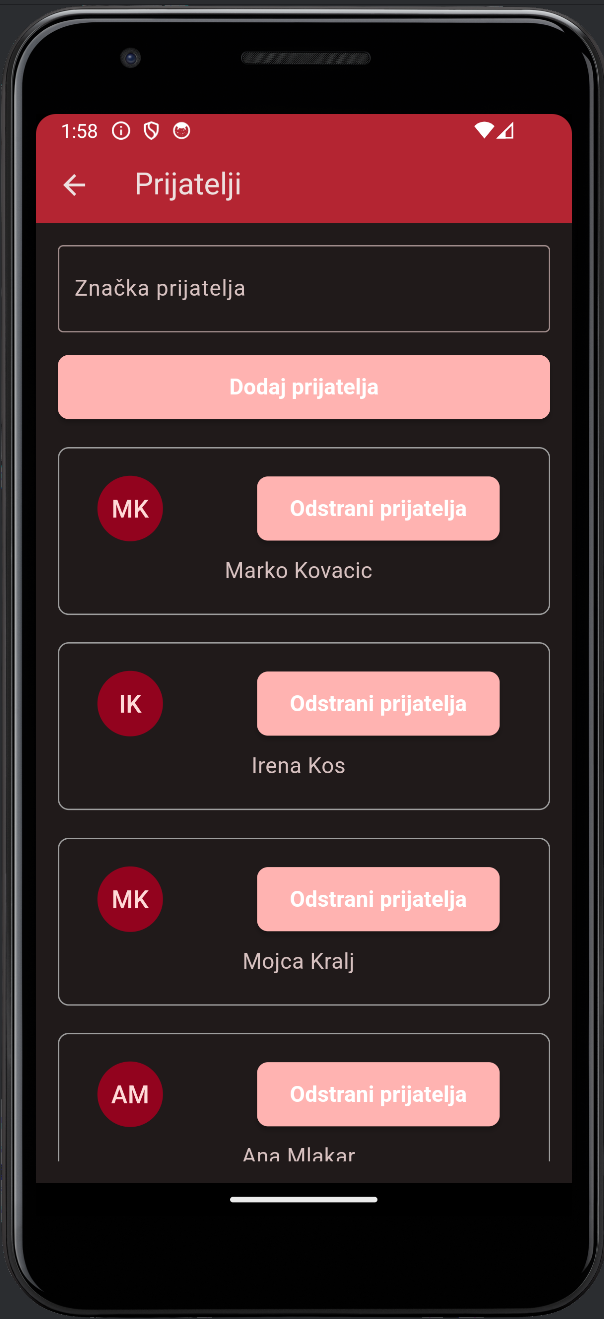 1:58
Prijatelji
Značka prijatelja
Dodaj prijatelja
MK
Odstrani prijatelja
Marko Kovacic
IK
Odstrani prijatelja
Irena Kos
MK
Odstrani prijatelja
Mojca Kralj
AM
Odstrani prijatelja
Ana Mlakar